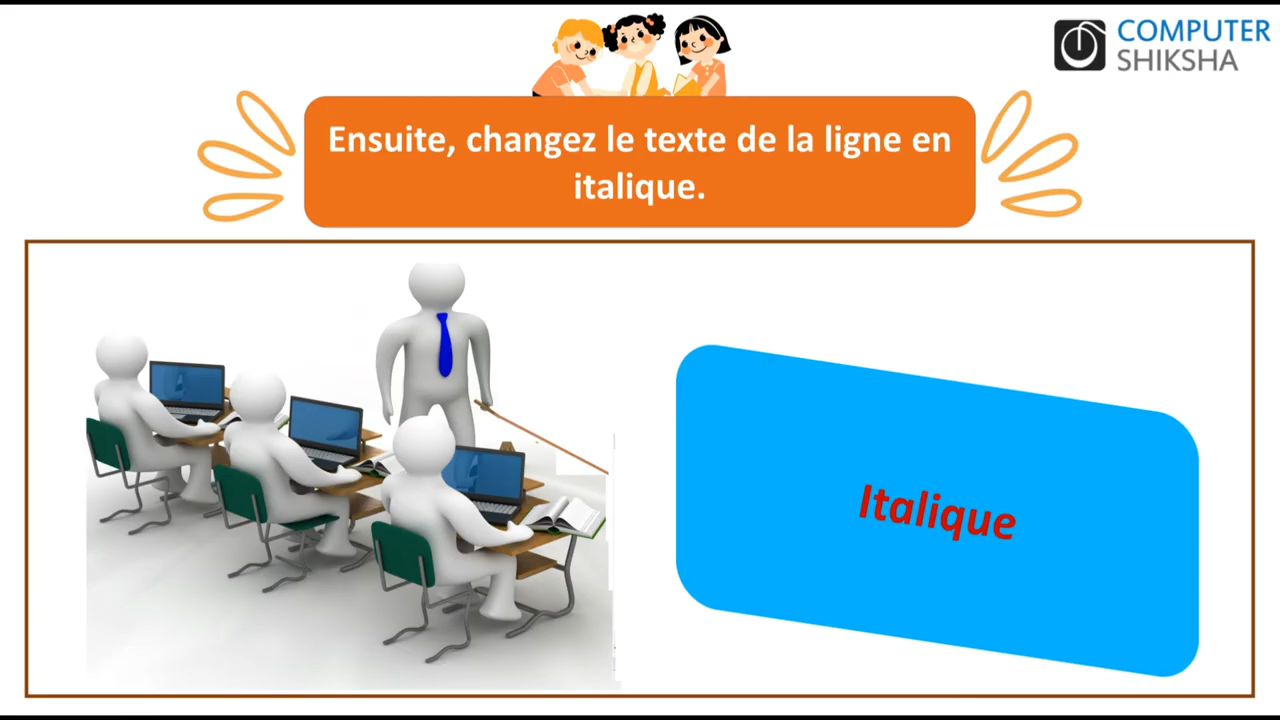 COMPUTER
SHIKSHA
Ensuite, changez le texte de la ligne en
italique.
Italique